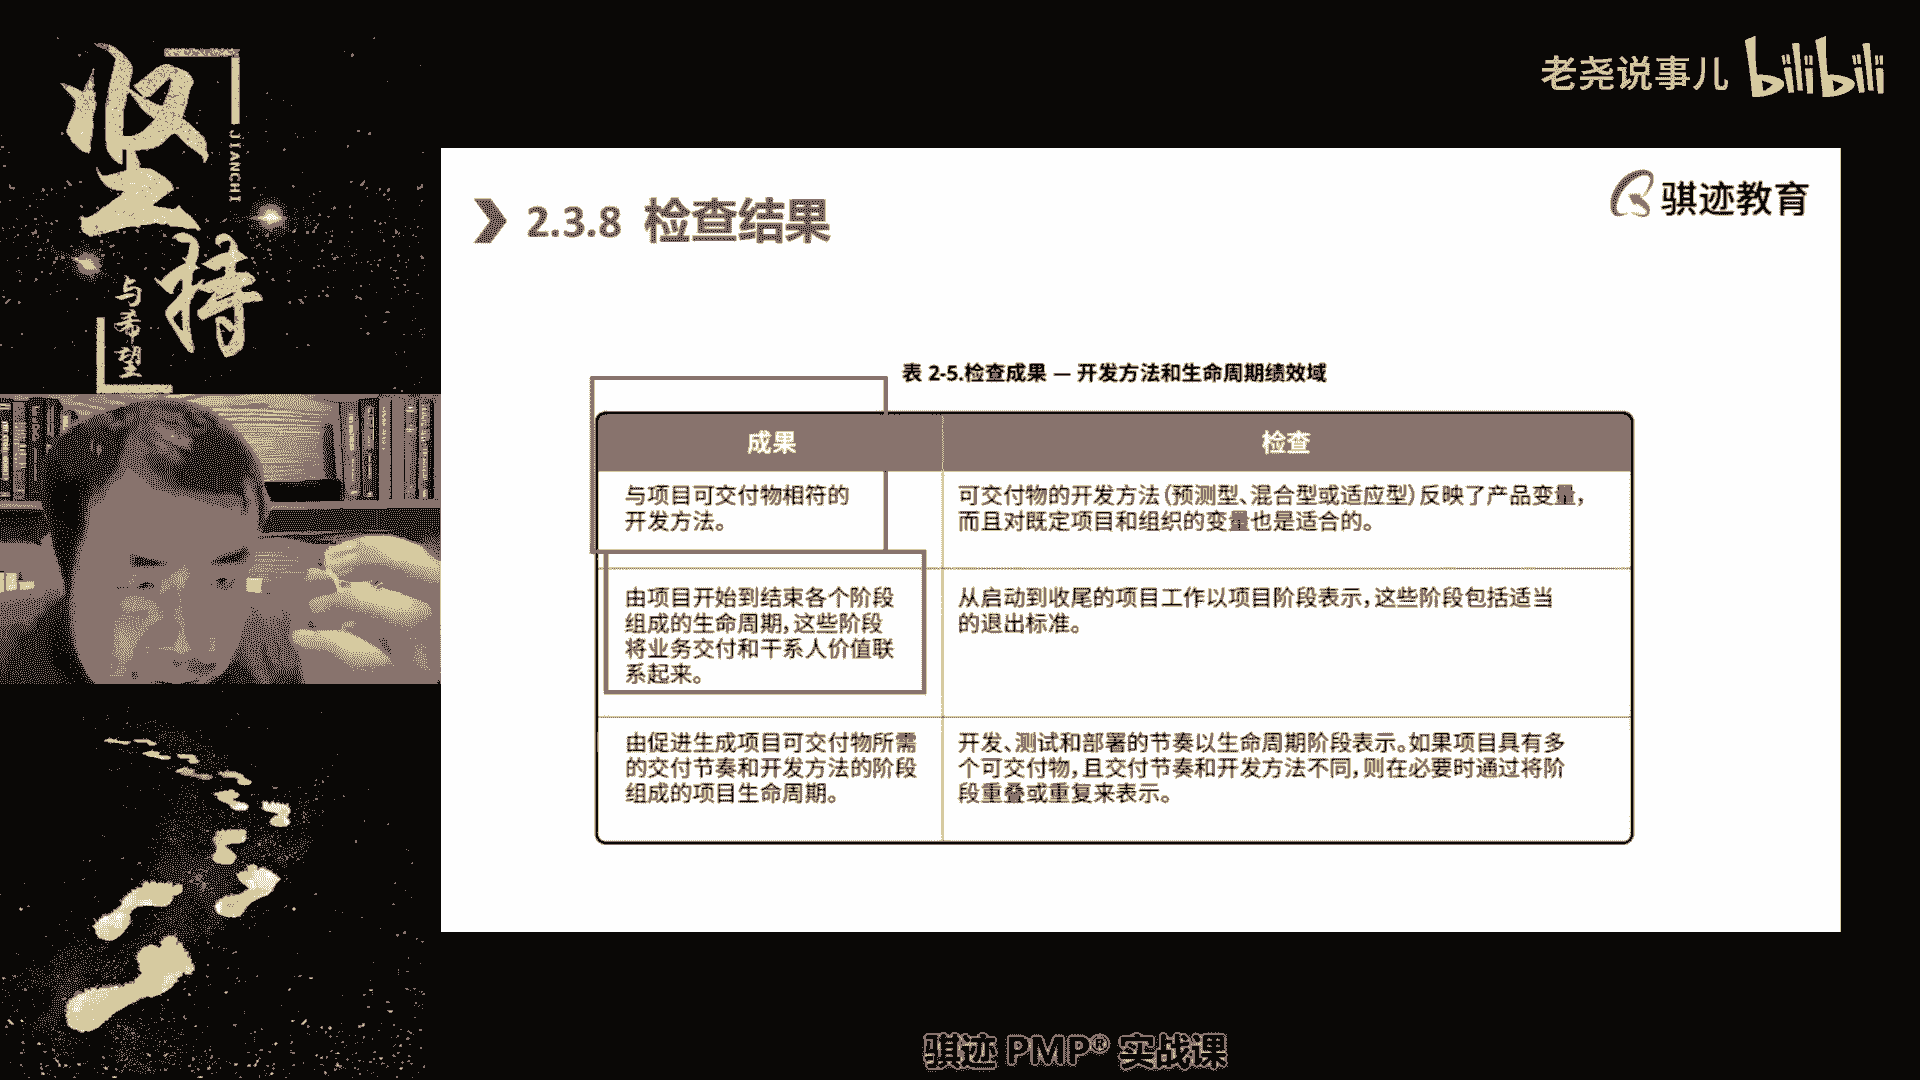 坚持
JIANCHI
与希望
老尧说事儿 bilibili
骐迹教育
2.3.8 检查结果
表 2-5.检查成果 — 开发方法和生命周期绩效域
成果
检查
与项目可交付物相符的
开发方法。
可交付物的开发方法(预测型、混合型或适应型)反映了产品变量,
而且对既定项目和组织的变量也是适合的。
由项目开始到结束各个阶段
组成的生命周期,这些阶段
将业务交付和干系人价值联
系起来。
从启动到收尾的项目工作以项目阶段表示,这些阶段包括适当
的退出标准。
由促进生成项目可交付物所需
的交付节奏和开发方法的阶段
组成的项目生命周期。
开发、测试和部署的节奏以生命周期阶段表示。如果项目具有多
个可交付物,且交付节奏和开发方法不同,则在必要时通过将阶
段重叠或重复来表示。
骐迹 PMP® 实战课